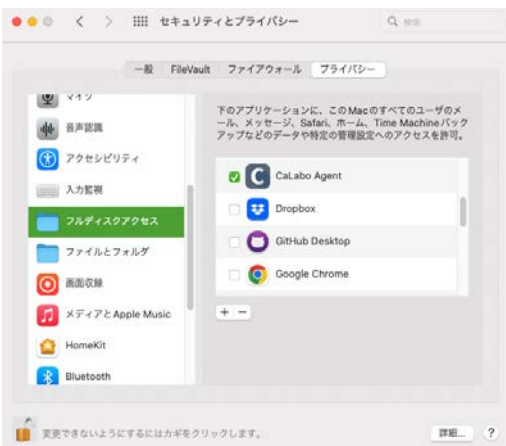 セキュリティとプライバシー
検索
一般 FileVault ファイアウォール プライバシー
マイク
音声認識
アクセシビリティ
入力監視
フルディスクアクセス
ファイルとフォルダ
画面収録
メディアとApple Music
HomeKit
Bluetooth
下のアプリケーションに、このMacのすべてのユーザのメ
ール、メッセージ、Safari、ホーム、Time Machineバック
アップなどのデータや特定の管理設定へのアクセスを許可。
CaLabo Agent
Dropbox
GitHub Desktop
Google Chrome
+ −
変更できないようにするにはカギをクリックします。
詳細... ?